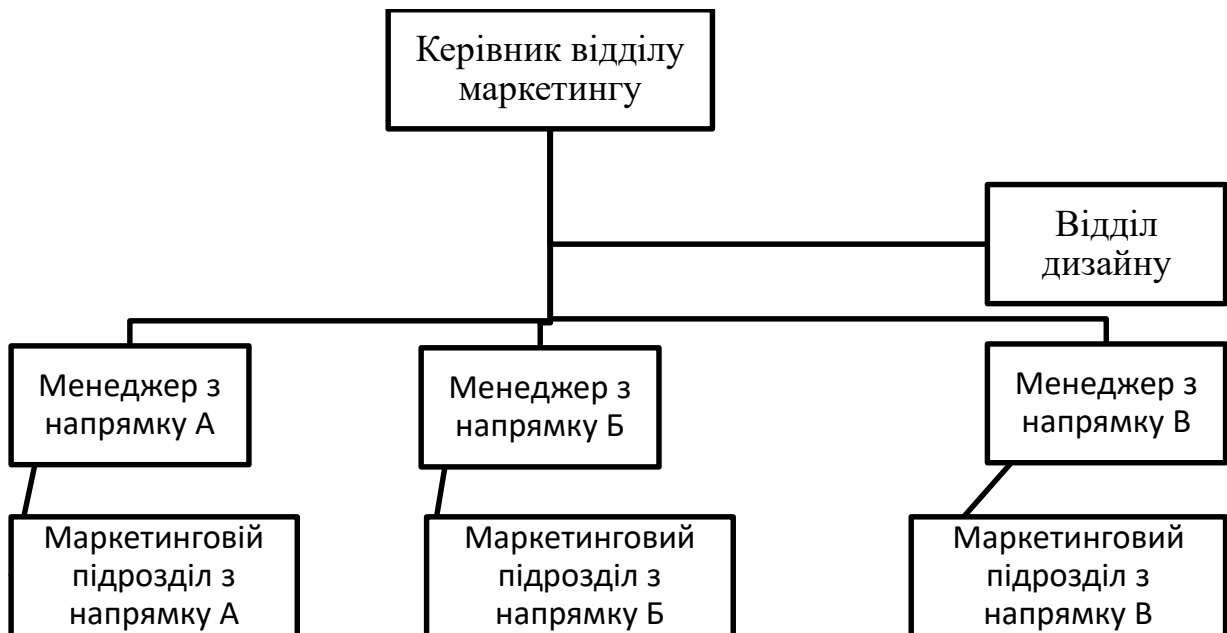 Керівник відділу
маркетингу
Відділ
дизайну
Менеджер з
напрямку А
Менеджер з
напрямку Б
Менеджер з
напрямку В
Маркетинговій
підрозділ з
напрямку А
Маркетинговий
підрозділ з
напрямку Б
Маркетинговий
підрозділ з
напрямку В